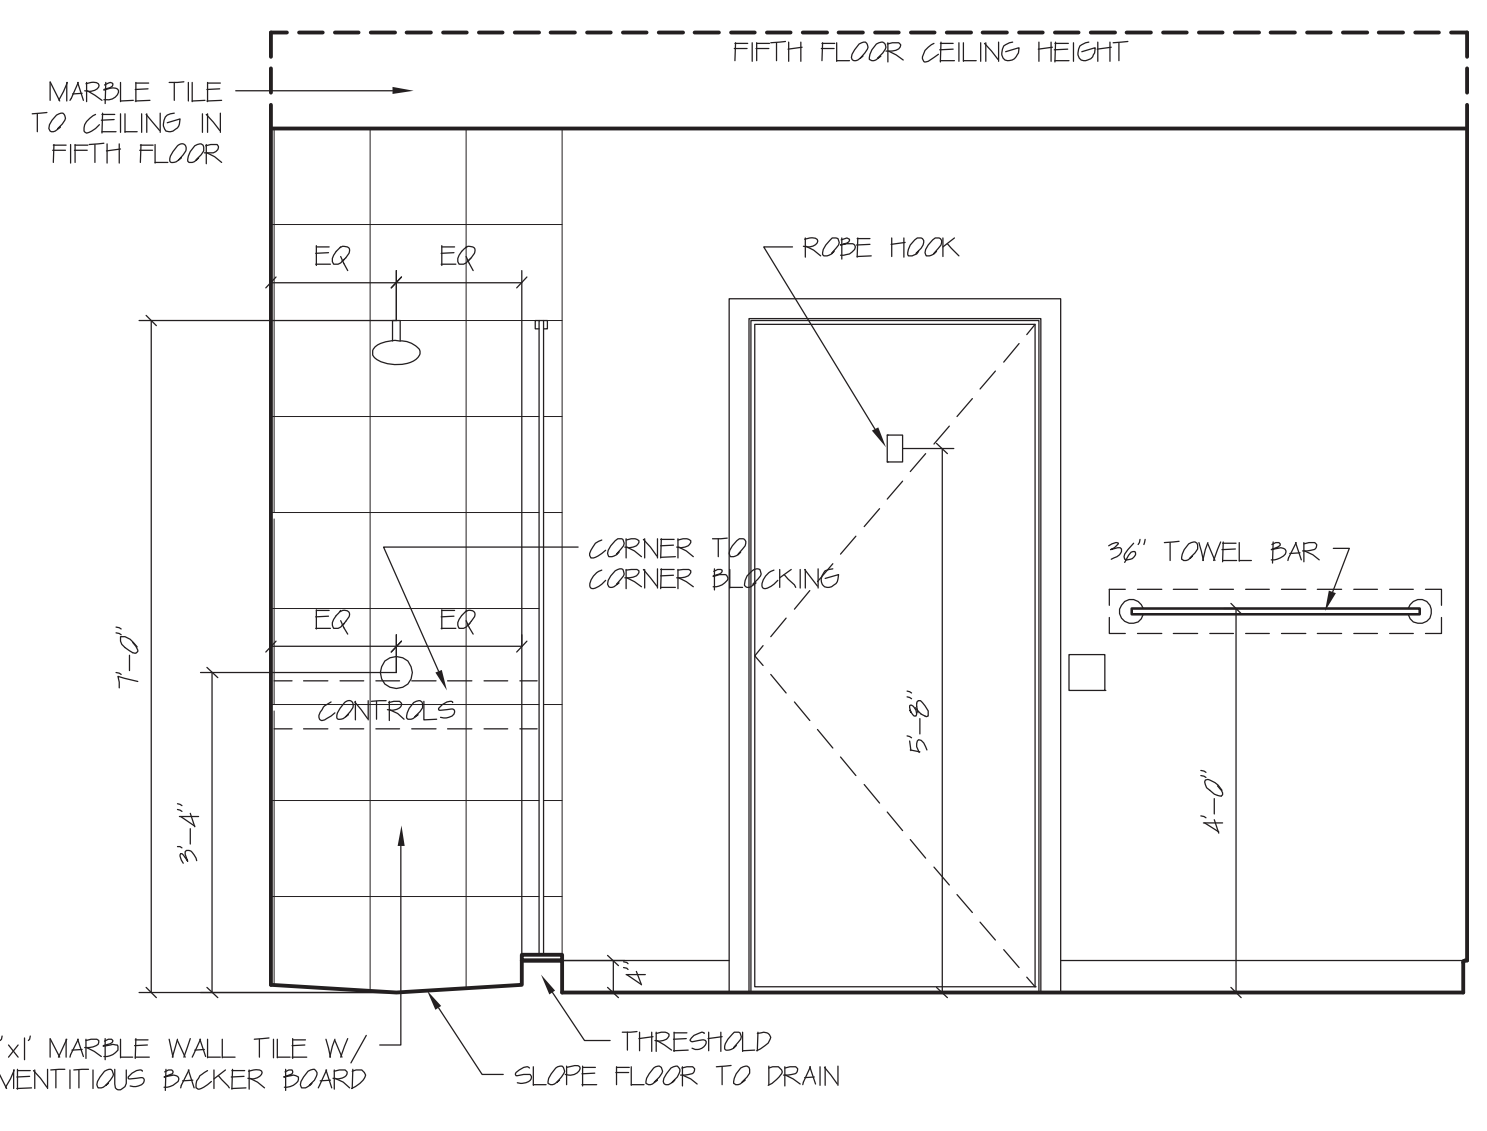 FIFTH FLOOR CEILING HEIGHT
MARBLE TILE
TO CEILING IN
FIFTH FLOOR
EQ EQ
ROBE HOOK
CORNER TO
CORNER BLOCKING
36" TOWEL BAR
EQ EQ
7'-0"
CONTROLS
5'-8"
3'-4"
4'-0"
4"
'x1' MARBLE WALL TILE W/
MENTITIOUS BACKER BOARD
THRESHOLD
SLOPE FLOOR TO DRAIN